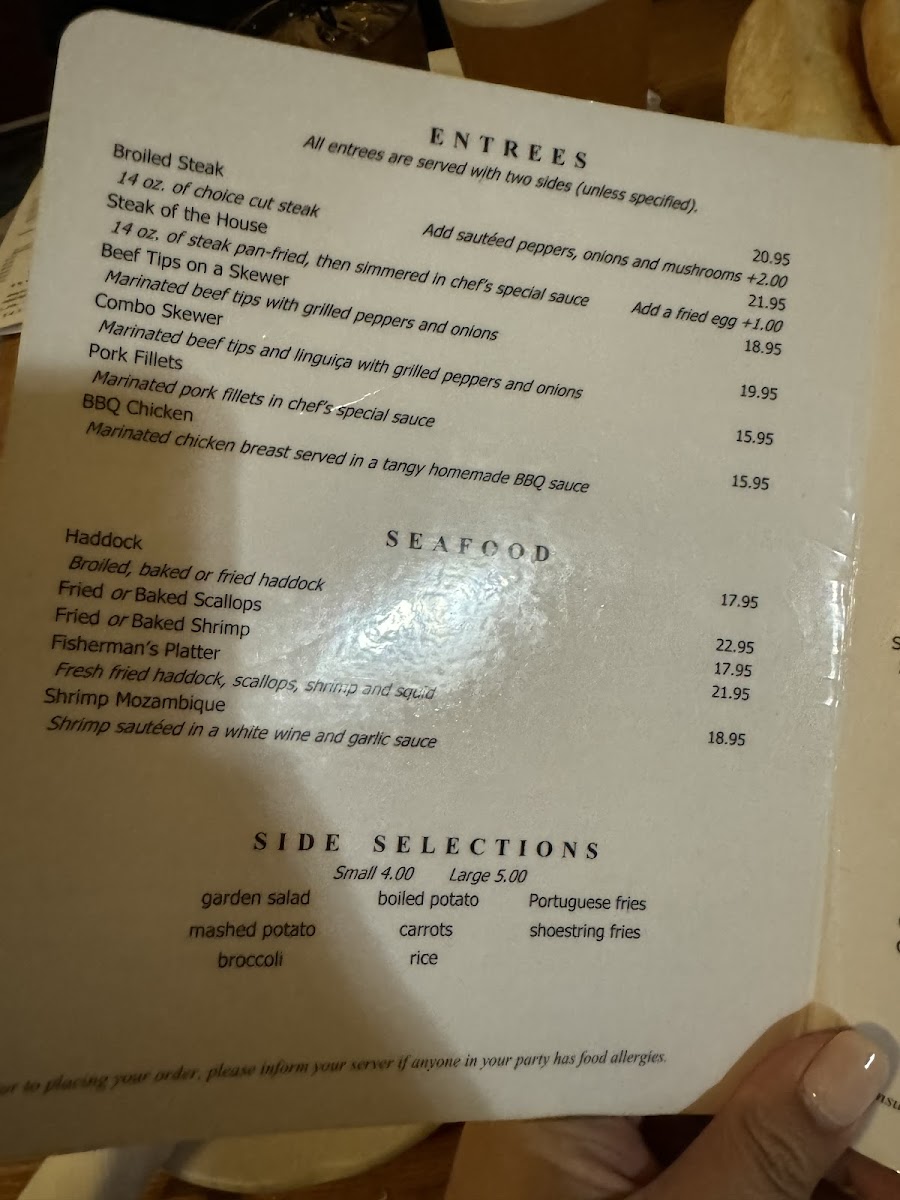 ENTREES
All entrees are served with two sides (unless specified).
Broiled Steak 20.95
14 oz. of choice cut steak Add sautéed peppers, onions and mushrooms +2.00
Steak of the House 21.95
14 oz. of steak pan-fried, then simmered in chef's special sauce Add a fried egg +1.00
Beef Tips on a Skewer 18.95
Marinated beef tips with grilled peppers and onions
Combo Skewer 19.95
Marinated beef tips and linguiça with grilled peppers and onions
Pork Fillets 15.95
Marinated pork fillets in chef's special sauce
BBQ Chicken 15.95
Marinated chicken breast served in a tangy homemade BBQ sauce
SEAFOOD
Haddock 17.95
Broiled, baked or fried haddock
Fried or Baked Scallops 22.95
Fried or Baked Shrimp 17.95
Fisherman's Platter 21.95
Fresh fried haddock, scallops, shrimp and squid
Shrimp Mozambique 18.95
Shrimp sautéed in a white wine and garlic sauce
SIDE SELECTIONS
Small 4.00 Large 5.00
garden salad boiled potato Portuguese fries
mashed potato carrots shoestring fries
broccoli rice
to placing your order, please inform your server if anyone in your party has food allergies.